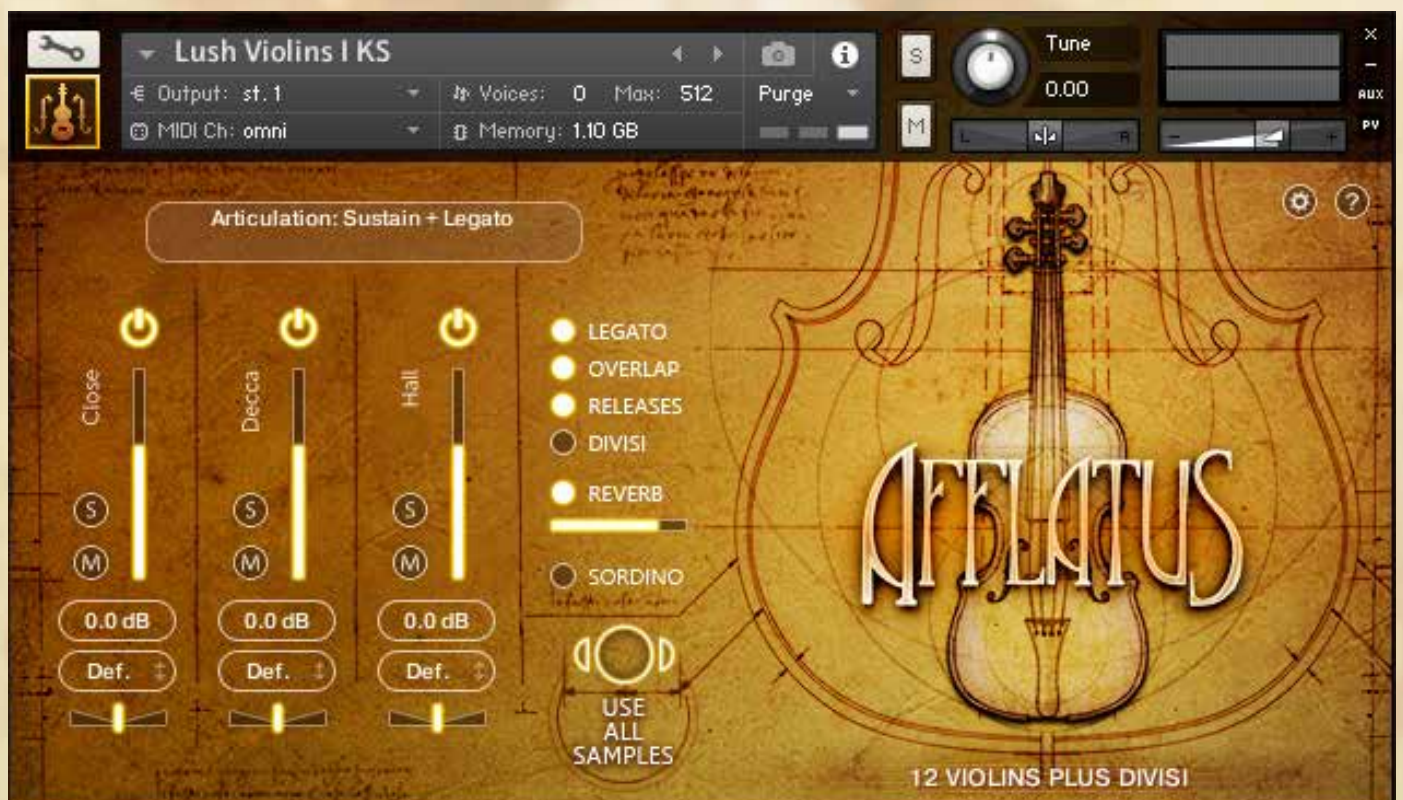 Lush Violins I KS
S
Tune
0.00
×
-
AUX
PV
Output: st. 1
Voices: 0 Max: 512
Purge
MIDI Ch: omni
Memory: 1.10 GB
M
L
R
-
+
Articulation: Sustain + Legato
?
Close
Decca
Hall
LEGATO
OVERLAP
RELEASES
DIVISI
REVERB
SORDINO
S
S
S
M
M
M
0.0 dB
0.0 dB
0.0 dB
Def.
Def.
Def.
USE
ALL
SAMPLES
AFFLATUS
12 VIOLINS PLUS DIVISI